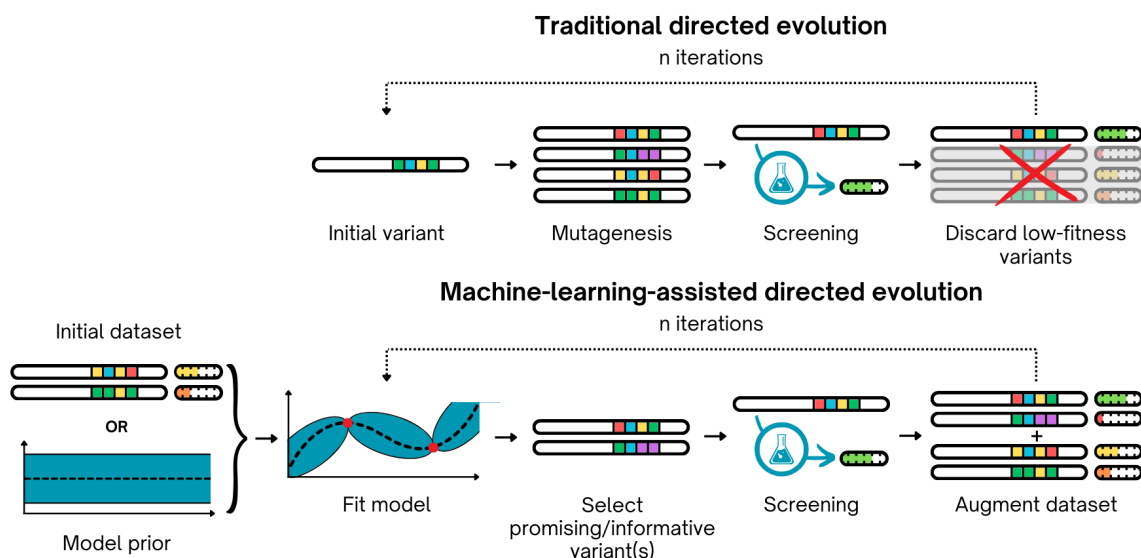 Traditional directed evolution
n iterations
Initial variant
Mutagenesis
Screening
Discard low-fitness
variants
Machine-learning-assisted directed evolution
n iterations
Initial dataset
OR
Model prior
Fit model
Select
promising/informative
variant(s)
Screening
+
Augment dataset